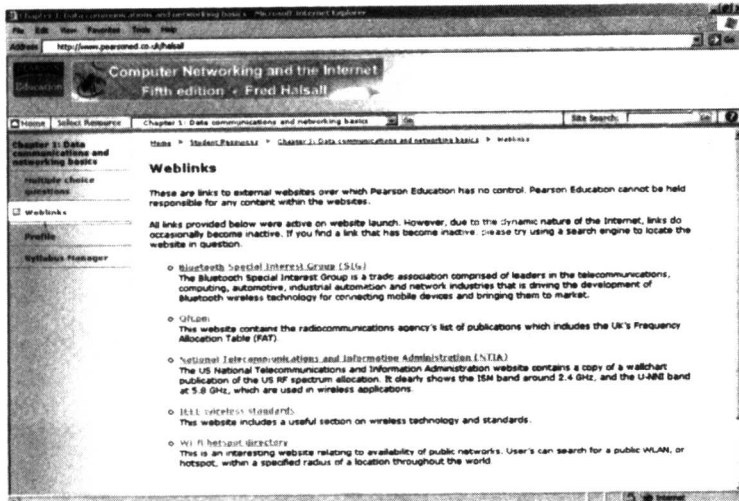 Chapter 1: Data communications and networking basics - Microsoft Internet Explorer
File Edit View Favorites Tools Help
Address http://www.pearsoned.co.uk/halsall Go
Education
Computer Networking and the Internet
Fifth edition • Fred Halsall
Home Select Resource Chapter 1: Data communications and networking basics Go Site Search: Go
Home > Student Resources > Chapter 1: Data communications and networking basics > Weblinks
Chapter 1: Data
communications and
networking basics
Multiple choice
questions
Weblinks
Profile
Syllabus Manager
Weblinks
These are links to external websites over which Pearson Education has no control. Pearson Education cannot be held
responsible for any content within the websites.
All links provided below were active on website launch. However, due to the dynamic nature of the Internet, links do
occasionally become inactive. If you find a link that has become inactive, please try using a search engine to locate the
website in question.
Bluetooth Special Interest Group (SIG)
The Bluetooth Special Interest Group is a trade association comprised of leaders in the telecommunications,
computing, automotive, industrial automation and network industries that is driving the development of
Bluetooth wireless technology for connecting mobile devices and bringing them to market.
Ofcom
This website contains the radiocommunications agency's list of publications which includes the UK's Frequency
Allocation Table (FAT).
National Telecommunications and Information Administration (NTIA)
The US National Telecommunications and Information Administration website contains a copy of a wallchart
publication of the US RF spectrum allocation. It clearly shows the ISM band around 2.4 GHz, and the U-NNI band
at 5.8 GHz, which are used in wireless applications.
IEEE wireless standards
This website includes a useful section on wireless technology and standards.
Wi-Fi hotspot directory
This is an interesting website relating to availability of public networks. User's can search for a public WLAN, or
hotspot, within a specified radius of a location throughout the world
Internet